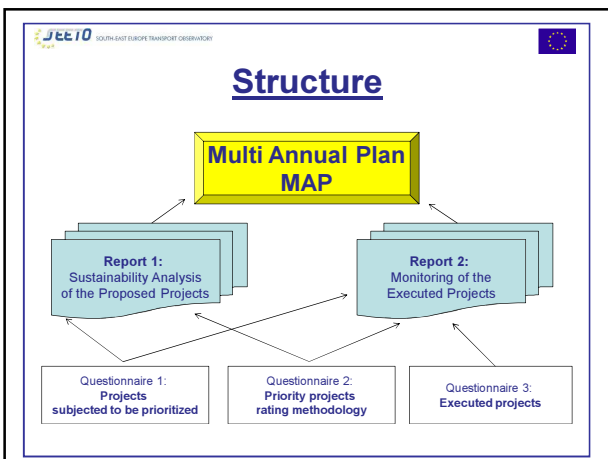 SEETO SOUTH-EAST EUROPE TRANSPORT OBSERVATORY
Structure
Multi Annual Plan
MAP
Report 1:
Sustainability Analysis
of the Proposed Projects
Report 2:
Monitoring of the
Executed Projects
Questionnaire 1:
Projects
subjected to be prioritized
Questionnaire 2:
Priority projects
rating methodology
Questionnaire 3:
Executed projects